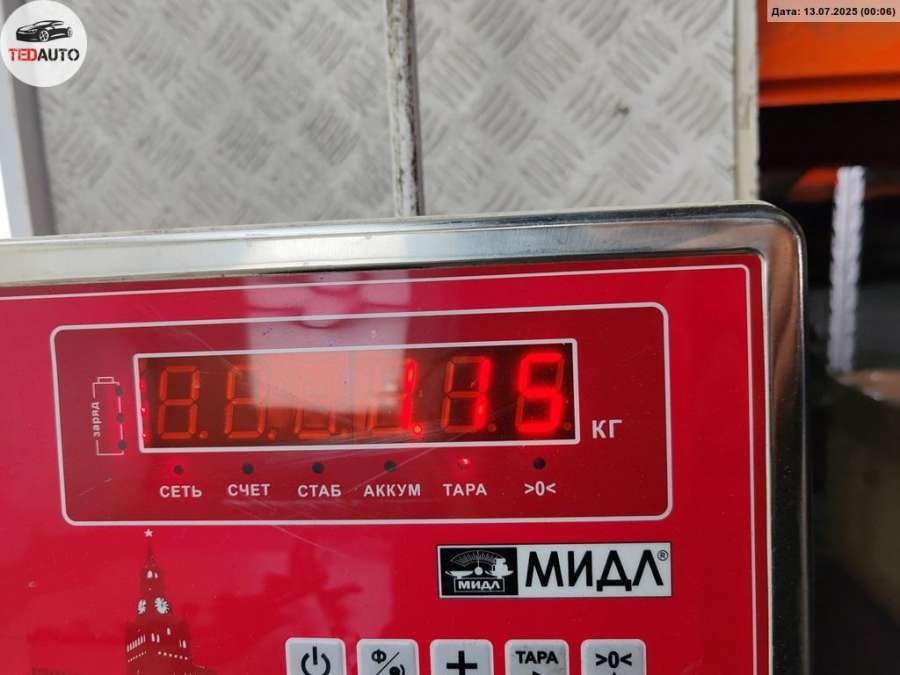 TEDAUTO
Дата: 13.07.2025 (00:06)
заряд
1.15
КГ
СЕТЬ СЧЕТ СТАБ АККУМ ТАРА >0<
МИДЛ МИДЛ®
Ф ТАРА >0<